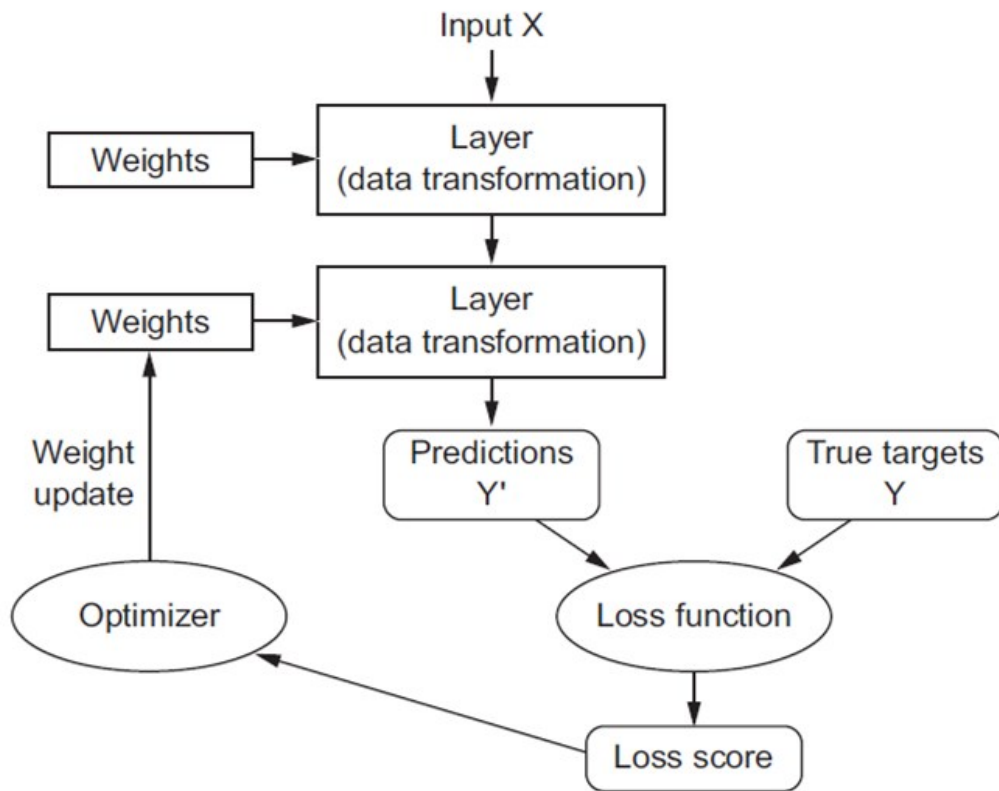 Input X
Weights
Layer
(data transformation)
Weights
Layer
(data transformation)
Weight
update
Predictions
Y'
True targets
Y
Optimizer
Loss function
Loss score